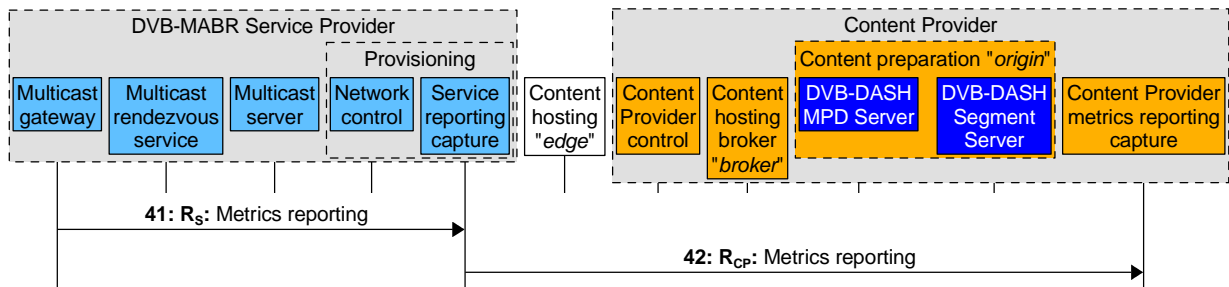 DVB-MABR Service Provider
Content Provider
Provisioning
Content preparation "origin"
Multicast
gateway
Multicast
rendezvous
service
Multicast
server
Network
control
Service
reporting
capture
Content
hosting
"edge"
Content
Provider
control
Content
hosting
broker
"broker"
DVB-DASH
MPD Server
DVB-DASH
Segment
Server
Content Provider
metrics reporting
capture
41: RS: Metrics reporting
42: RCP: Metrics reporting